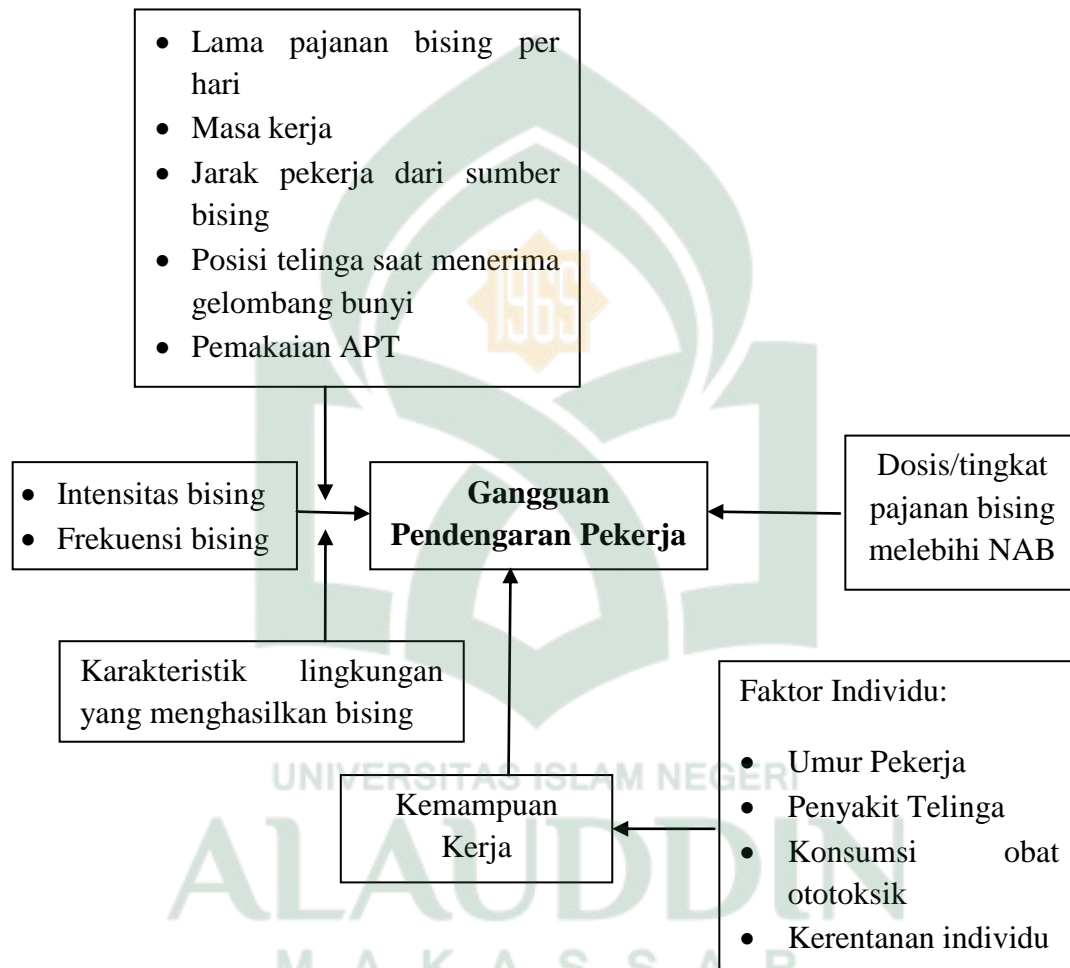 • Lama pajanan bising per
hari
• Masa kerja
• Jarak pekerja dari sumber
bising
• Posisi telinga saat menerima
gelombang bunyi
• Pemakaian APT
1965
• Intensitas bising
• Frekuensi bising
Gangguan
Pendengaran Pekerja
Dosis/tingkat
pajanan bising
melebihi NAB
Karakteristik lingkungan
yang menghasilkan bising
Faktor Individu:
• Umur Pekerja
• Penyakit Telinga
• Konsumsi obat
ototoksik
• Kerentanan individu
Kemampuan
Kerja
UNIVERSITAS ISLAM NEGERI
ALAUDDIN
MAKASSAR